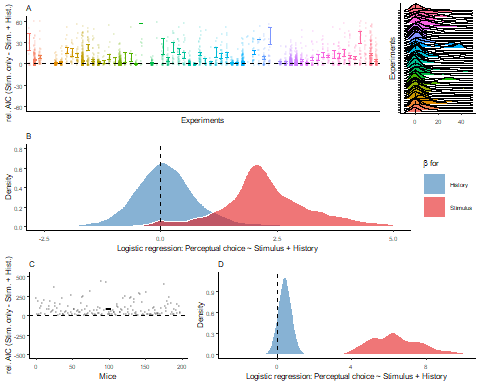 A
rel. AIC (Stim. only - Stim. + Hist.)
60
30
0
-30
-60
Experiments
Experiments
0
20
40
B
Density
0.8
0.6
0.4
0.2
0.0
-2.5
0.0
2.5
5.0
Logistic regression: Perceptual choice ~ Stimulus + History
β for
History
Stimulus
C
rel. AIC (Stim. only - Stim. + Hist.)
500
250
0
-250
-500
0
50
100
150
200
Mice
D
Density
0.9
0.6
0.3
0.0
0
4
8
Logistic regression: Perceptual choice ~ Stimulus + History